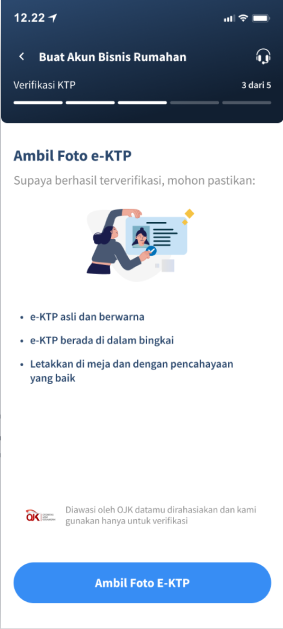 12.22
Buat Akun Bisnis Rumahan
Verifikasi KTP
3 dari 5
Ambil Foto e-KTP
Supaya berhasil terverifikasi, mohon pastikan:
• e-KTP asli dan berwarna
• e-KTP berada di dalam bingkai
• Letakkan di meja dan dengan pencahayaan
yang baik
OJK
Diawasi oleh OJK datamu dirahasiakan dan kami
gunakan hanya untuk verifikasi
Ambil Foto E-KTP